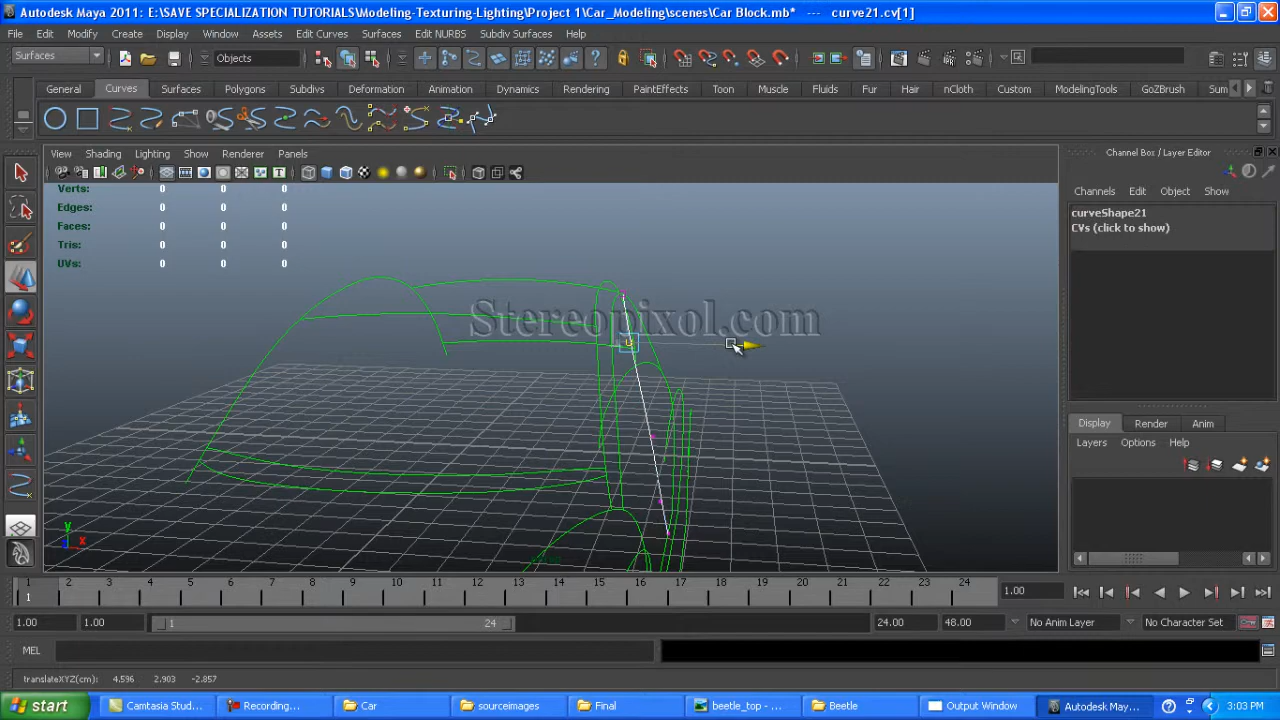 Autodesk Maya 2011: E:\SAVE SPECIALIZATION TUTORIALS\Modeling-Texturing-Lighting\Project 1\Car_Modeling\scenes\Car Block.mb* --- curve21.cv[1]
File Edit Modify Create Display Window Assets Edit Curves Surfaces Edit NURBS Subdiv Surfaces Help
Surfaces Objects
General Curves Surfaces Polygons Subdivs Deformation Animation Dynamics Rendering PaintEffects Toon Muscle Fluids Fur Hair nCloth Custom ModelingTools GoZBrush Sum
View Shading Lighting Show Renderer Panels
Channel Box / Layer Editor
Channels Edit Object Show
Verts: 0 0 0
Edges: 0 0 0
Faces: 0 0 0
Tris: 0 0 0
UVs: 0 0 0
curveShape21
CVs (click to show)
Stereopixol.com
Display Render Anim
Layers Options Help
y
x
1 2 3 4 5 6 7 8 9 10 11 12 13 14 15 16 17 18 19 20 21 22 23 24
1 1.00
1.00 1.00 1 24 24.00 48.00 No Anim Layer No Character Set
MEL
translateXYZ(cm): 4.596 2.903 -2.857
start Camtasia Stud... Recording... Car sourceimages Final beetle_top - ... Beetle Output Window Autodesk May... 3:03 PM